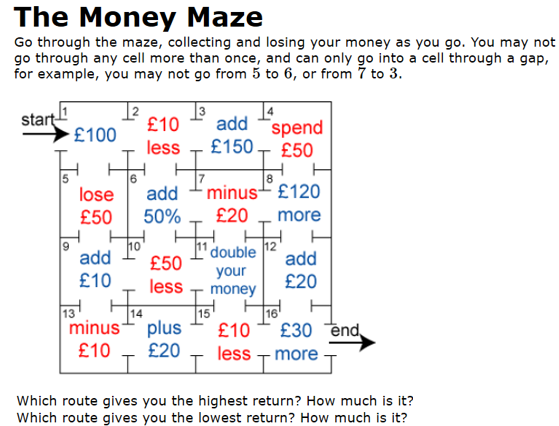 The Money Maze
Go through the maze, collecting and losing your money as you go. You may not
go through any cell more than once, and can only go into a cell through a gap,
for example, you may not go from 5 to 6, or from 7 to 3.
start
1
£100
2
£10
less
3
add
£150
4
spend
£50
5
lose
£50
6
add
50%
7
minus
£20
8
£120
more
9
add
£10
10
£50
less
11
double
your
money
12
add
£20
13
minus
£10
14
plus
£20
15
£10
less
16
£30
more
end
Which route gives you the highest return? How much is it?
Which route gives you the lowest return? How much is it?